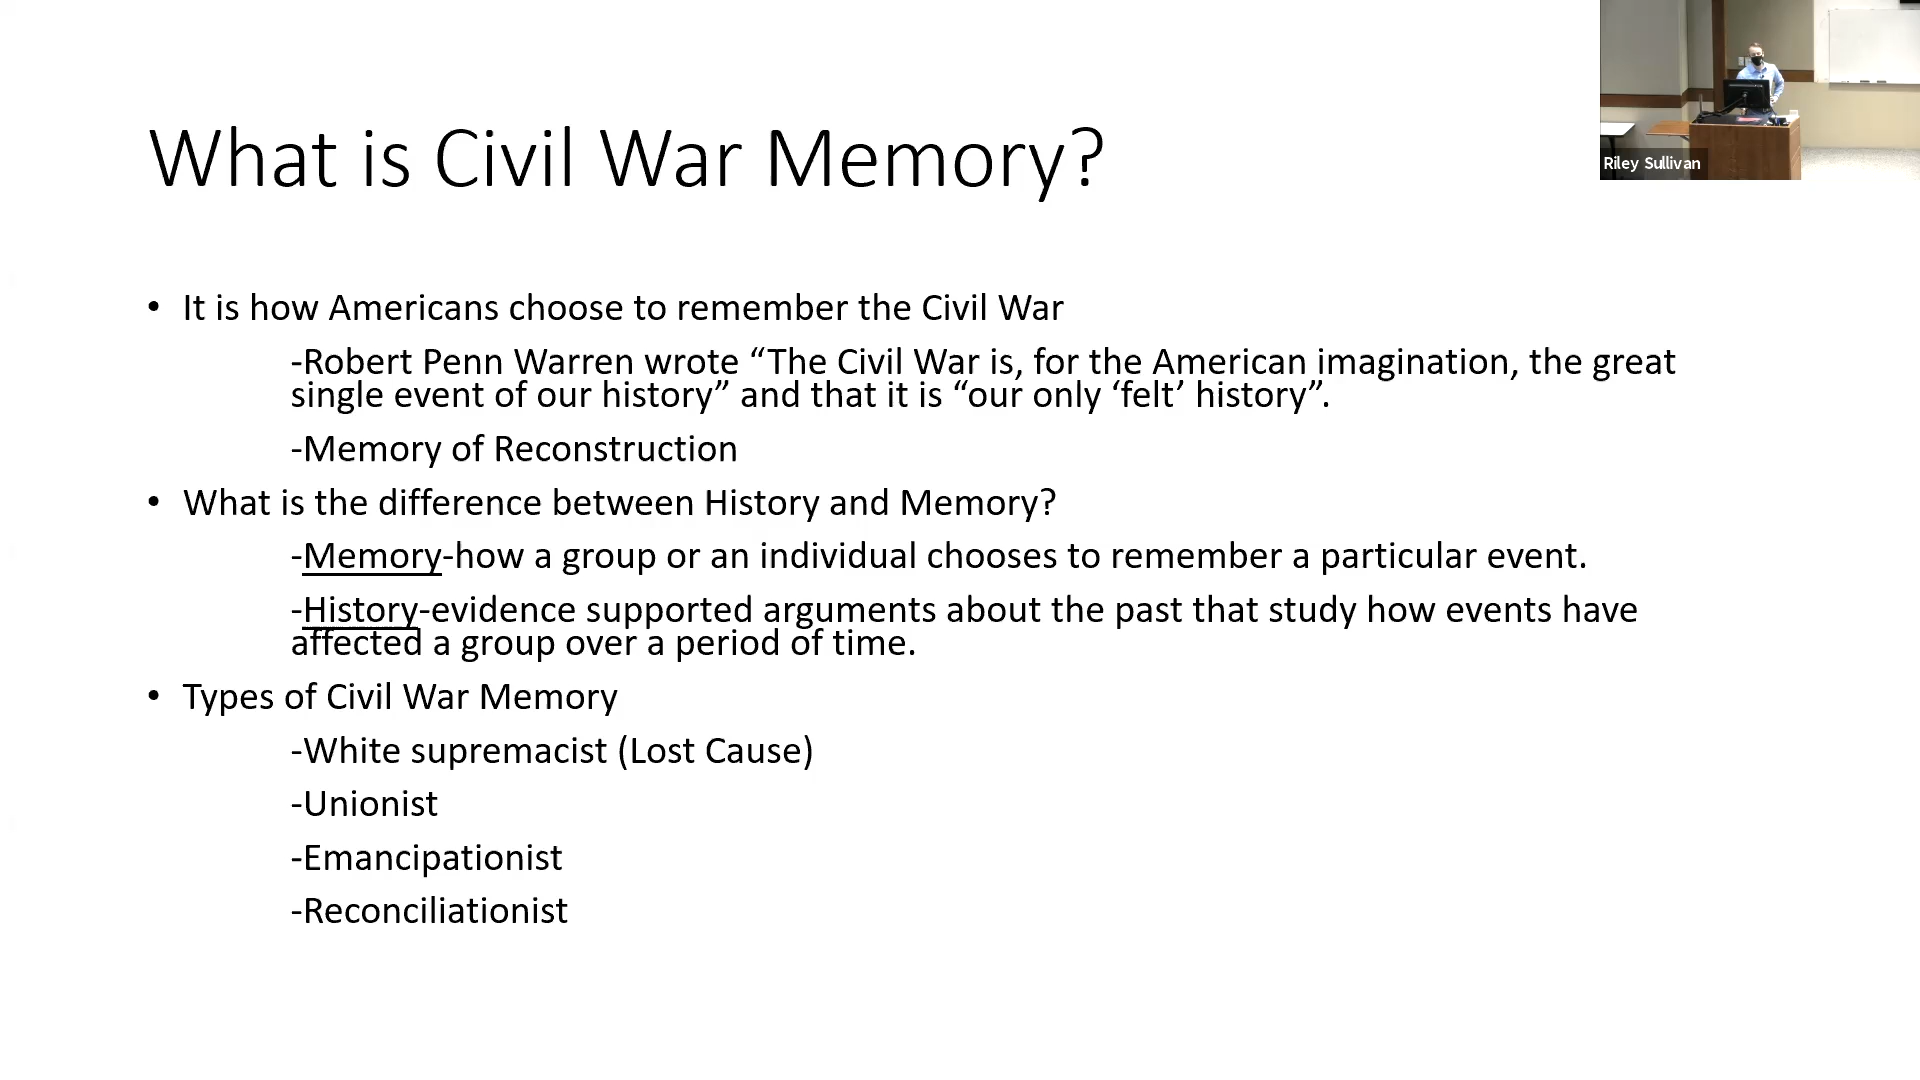 What is Civil War Memory?
Riley Sullivan
• It is how Americans choose to remember the Civil War
-Robert Penn Warren wrote “The Civil War is, for the American imagination, the great
single event of our history” and that it is “our only ‘felt’ history”.
-Memory of Reconstruction
• What is the difference between History and Memory?
-Memory-how a group or an individual chooses to remember a particular event.
-History-evidence supported arguments about the past that study how events have
affected a group over a period of time.
• Types of Civil War Memory
-White supremacist (Lost Cause)
-Unionist
-Emancipationist
-Reconciliationist